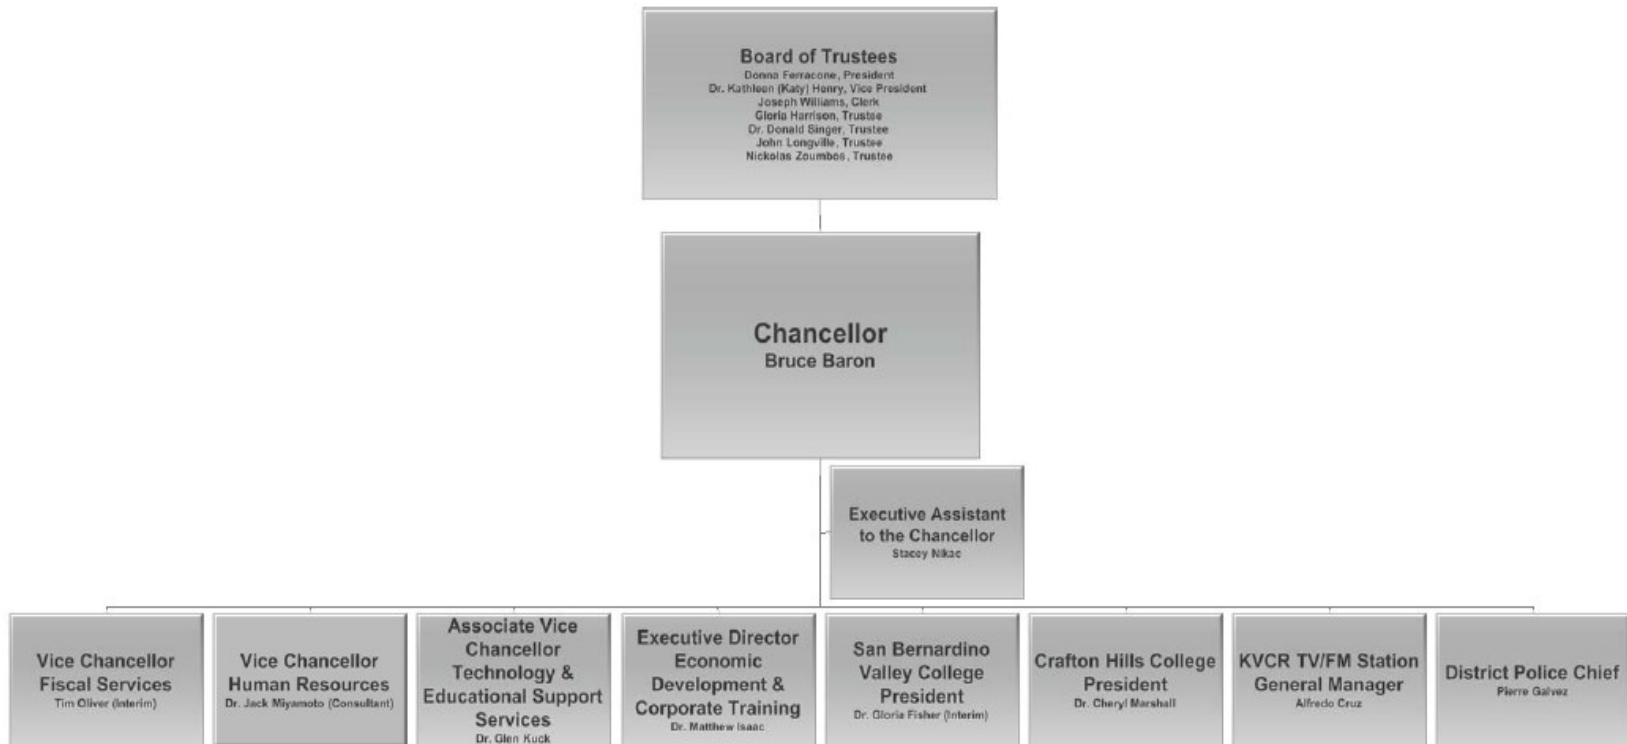 Board of Trustees
Donna Ferracone, President
Dr. Kathleen (Katy) Henry, Vice President
Joseph Williams, Clerk
Gloria Harrison, Trustee
Dr. Donald Singer, Trustee
John Longville, Trustee
Nickolas Zoumbos, Trustee
Chancellor
Bruce Baron
Executive Assistant
to the Chancellor
Stacey Nikac
Vice Chancellor
Fiscal Services
Tim Oliver (Interim)
Vice Chancellor
Human Resources
Dr. Jack Miyamoto (Consultant)
Associate Vice
Chancellor
Technology &
Educational Support
Services
Dr. Glen Kuck
Executive Director
Economic
Development &
Corporate Training
Dr. Matthew Isaac
San Bernardino
Valley College
President
Dr. Gloria Fisher (Interim)
Crafton Hills College
President
Dr. Cheryl Marshall
KVCR TV/FM Station
General Manager
Alfredo Cruz
District Police Chief
Pierre Galvez